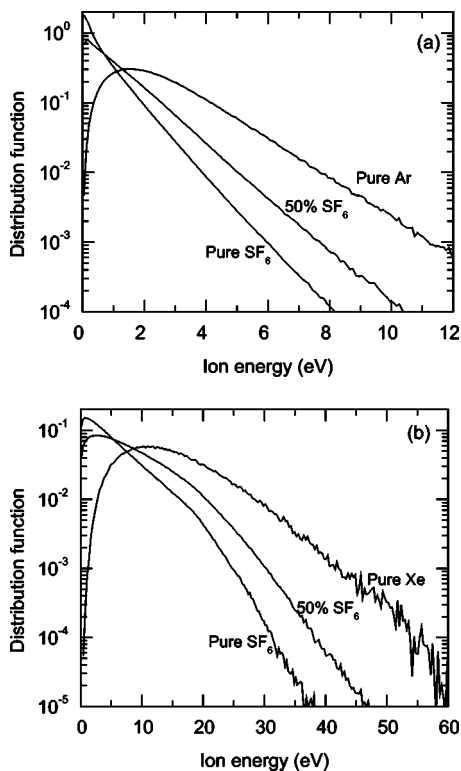 (a)
Distribution function
10⁰
10⁻¹
10⁻²
10⁻³
10⁻⁴
Pure Ar
50% SF₆
Pure SF₆
0 2 4 6 8 10 12
Ion energy (eV)
(b)
Distribution function
10⁻¹
10⁻²
10⁻³
10⁻⁴
10⁻⁵
Pure Xe
50% SF₆
Pure SF₆
0 10 20 30 40 50 60
Ion energy (eV)